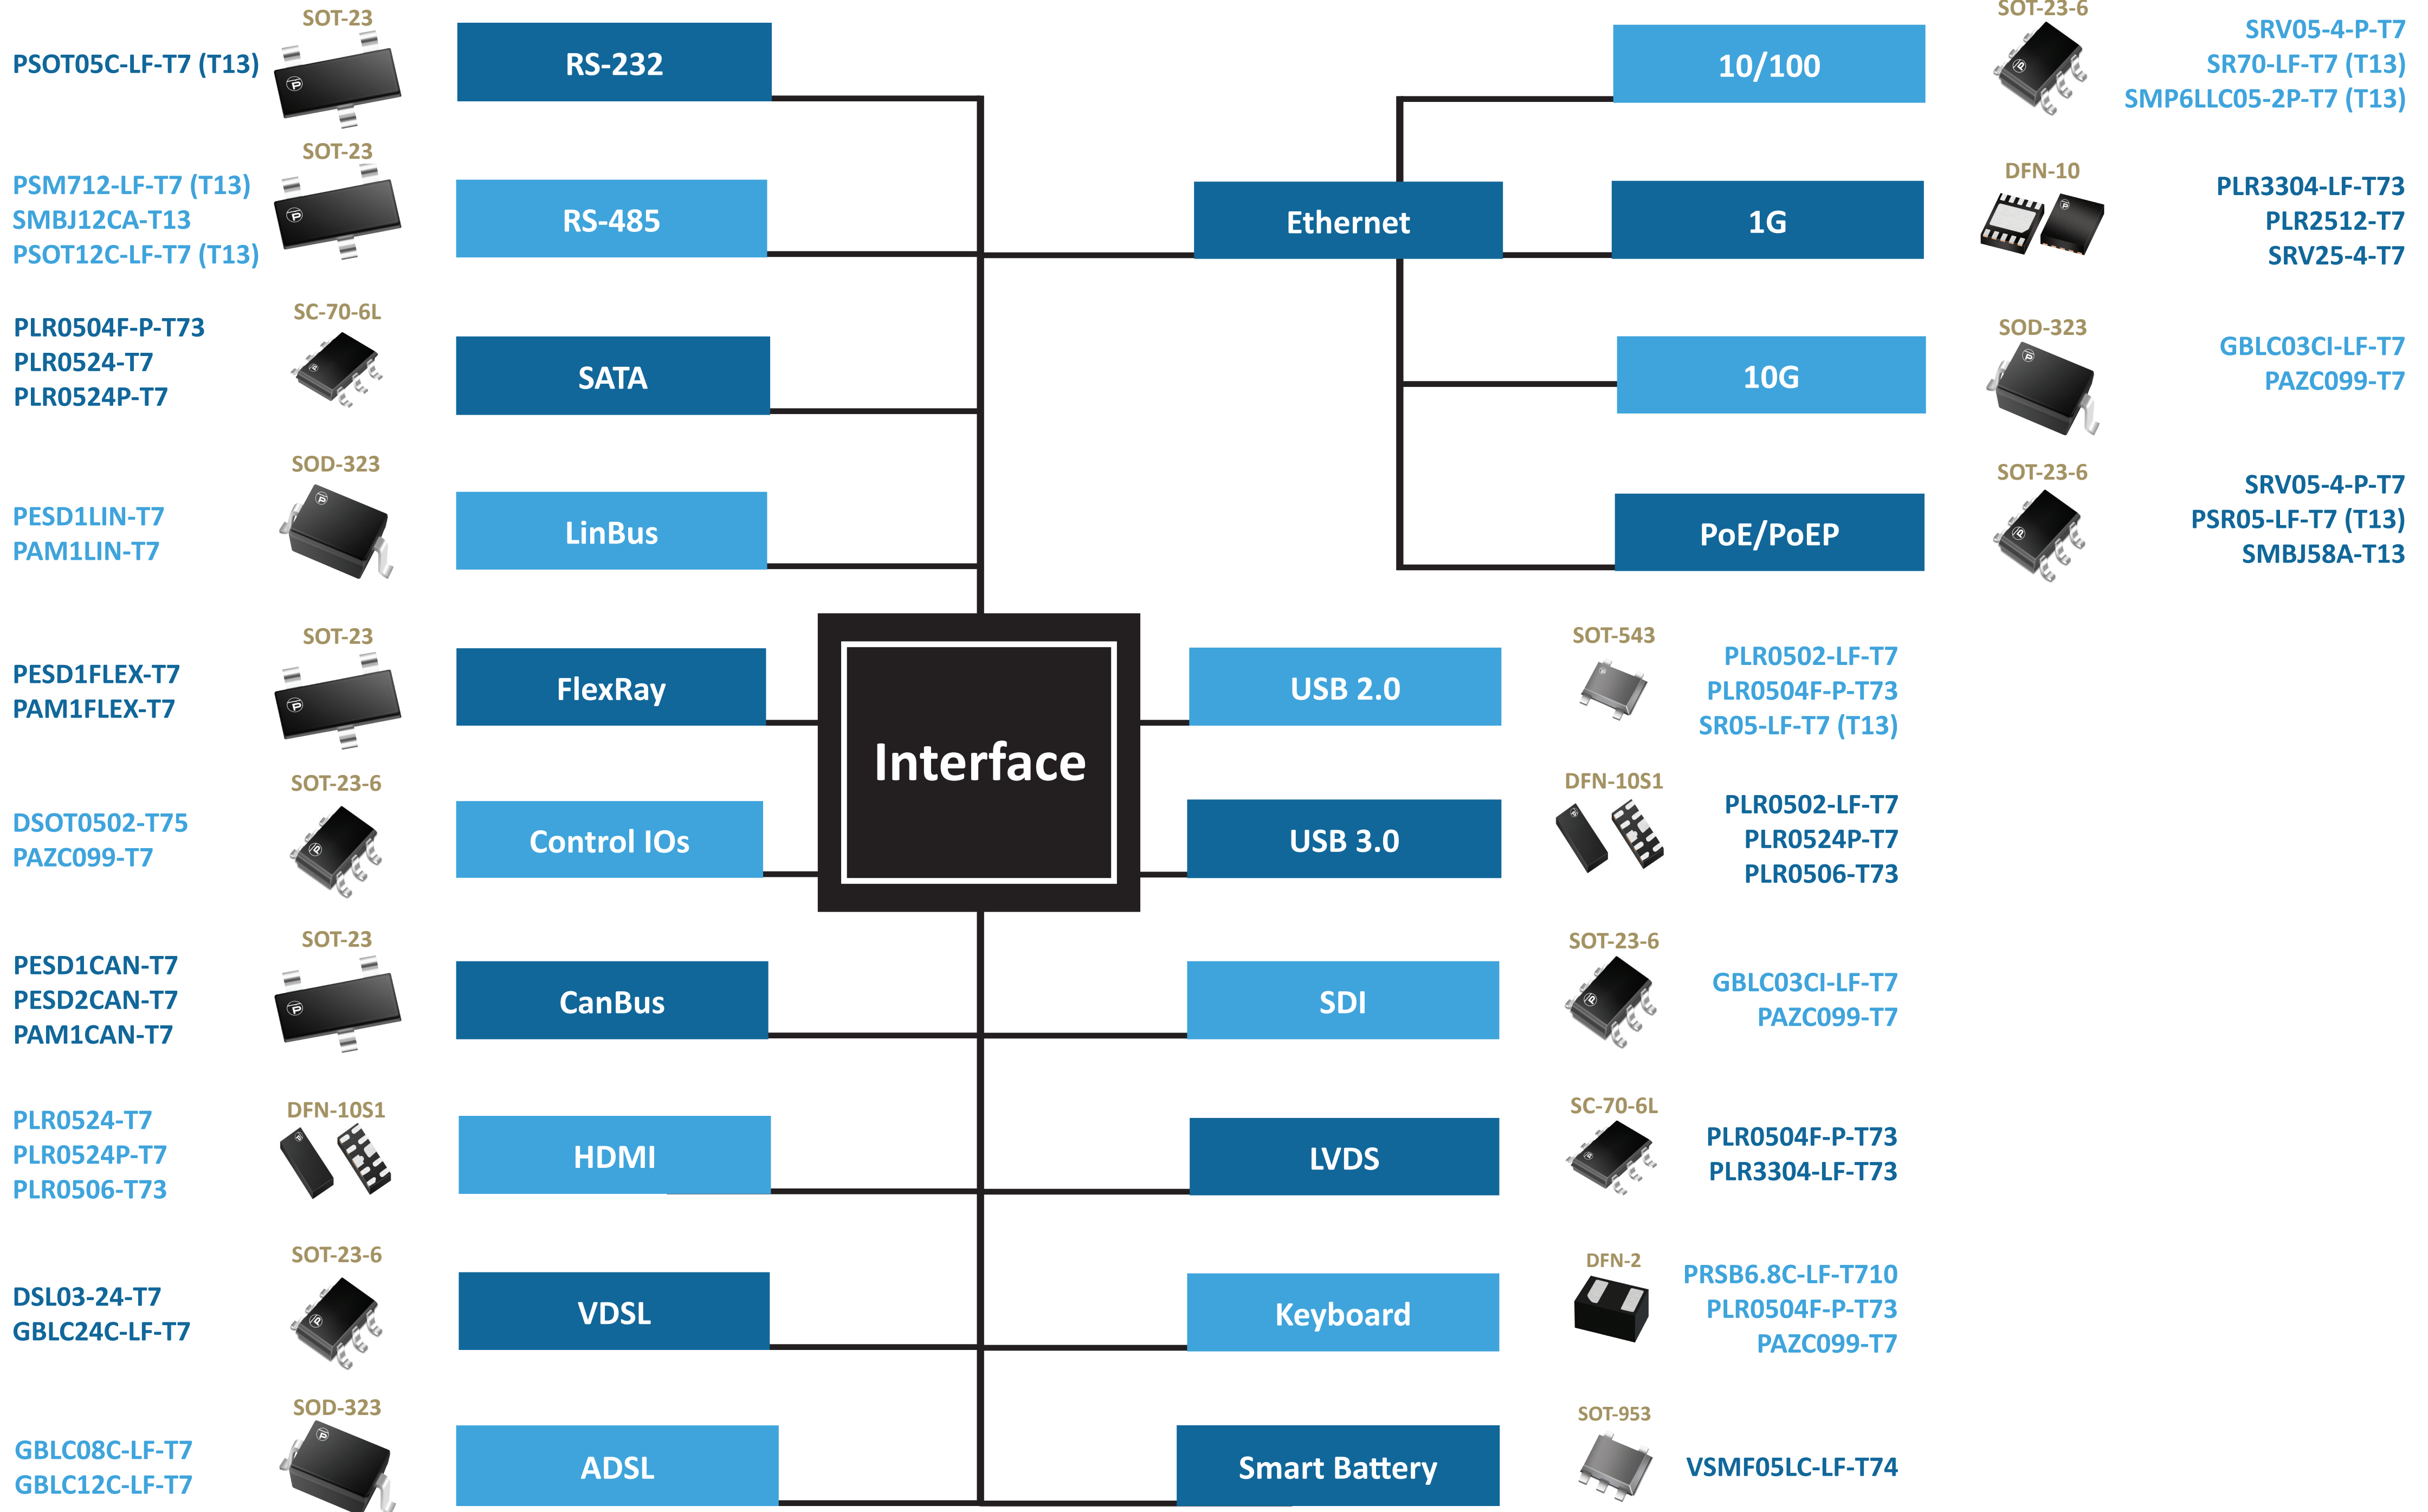 SOT-23
PSOT05C-LF-T7 (T13)
RS-232
SOT-23
PSM712-LF-T7 (T13)
SMBJ12CA-T13
PSOT12C-LF-T7 (T13)
RS-485
SC-70-6L
PLR0504F-P-T73
PLR0524-T7
PLR0524P-T7
SATA
SOD-323
PESD1LIN-T7
PAM1LIN-T7
LinBus
SOT-23
PESD1FLEX-T7
PAM1FLEX-T7
FlexRay
SOT-23-6
DSOT0502-T75
PAZC099-T7
Control IOs
SOT-23
PESD1CAN-T7
PESD2CAN-T7
PAM1CAN-T7
CanBus
DFN-10S1
PLR0524-T7
PLR0524P-T7
PLR0506-T73
HDMI
SOT-23-6
DSL03-24-T7
GBLC24C-LF-T7
VDSL
SOD-323
GBLC08C-LF-T7
GBLC12C-LF-T7
ADSL
Interface
Ethernet
10/100
SOT-23-6
SRV05-4-P-T7
SR70-LF-T7 (T13)
SMP6LLC05-2P-T7 (T13)
1G
DFN-10
PLR3304-LF-T73
PLR2512-T7
SRV25-4-T7
10G
SOD-323
GBLC03CI-LF-T7
PAZC099-T7
PoE/PoEP
SOT-23-6
SRV05-4-P-T7
PSR05-LF-T7 (T13)
SMBJ58A-T13
USB 2.0
SOT-543
PLR0502-LF-T7
PLR0504F-P-T73
SR05-LF-T7 (T13)
USB 3.0
DFN-10S1
PLR0502-LF-T7
PLR0524P-T7
PLR0506-T73
SDI
SOT-23-6
GBLC03CI-LF-T7
PAZC099-T7
LVDS
SC-70-6L
PLR0504F-P-T73
PLR3304-LF-T73
Keyboard
DFN-2
PRSB6.8C-LF-T710
PLR0504F-P-T73
PAZC099-T7
Smart Battery
SOT-953
VSMF05LC-LF-T74